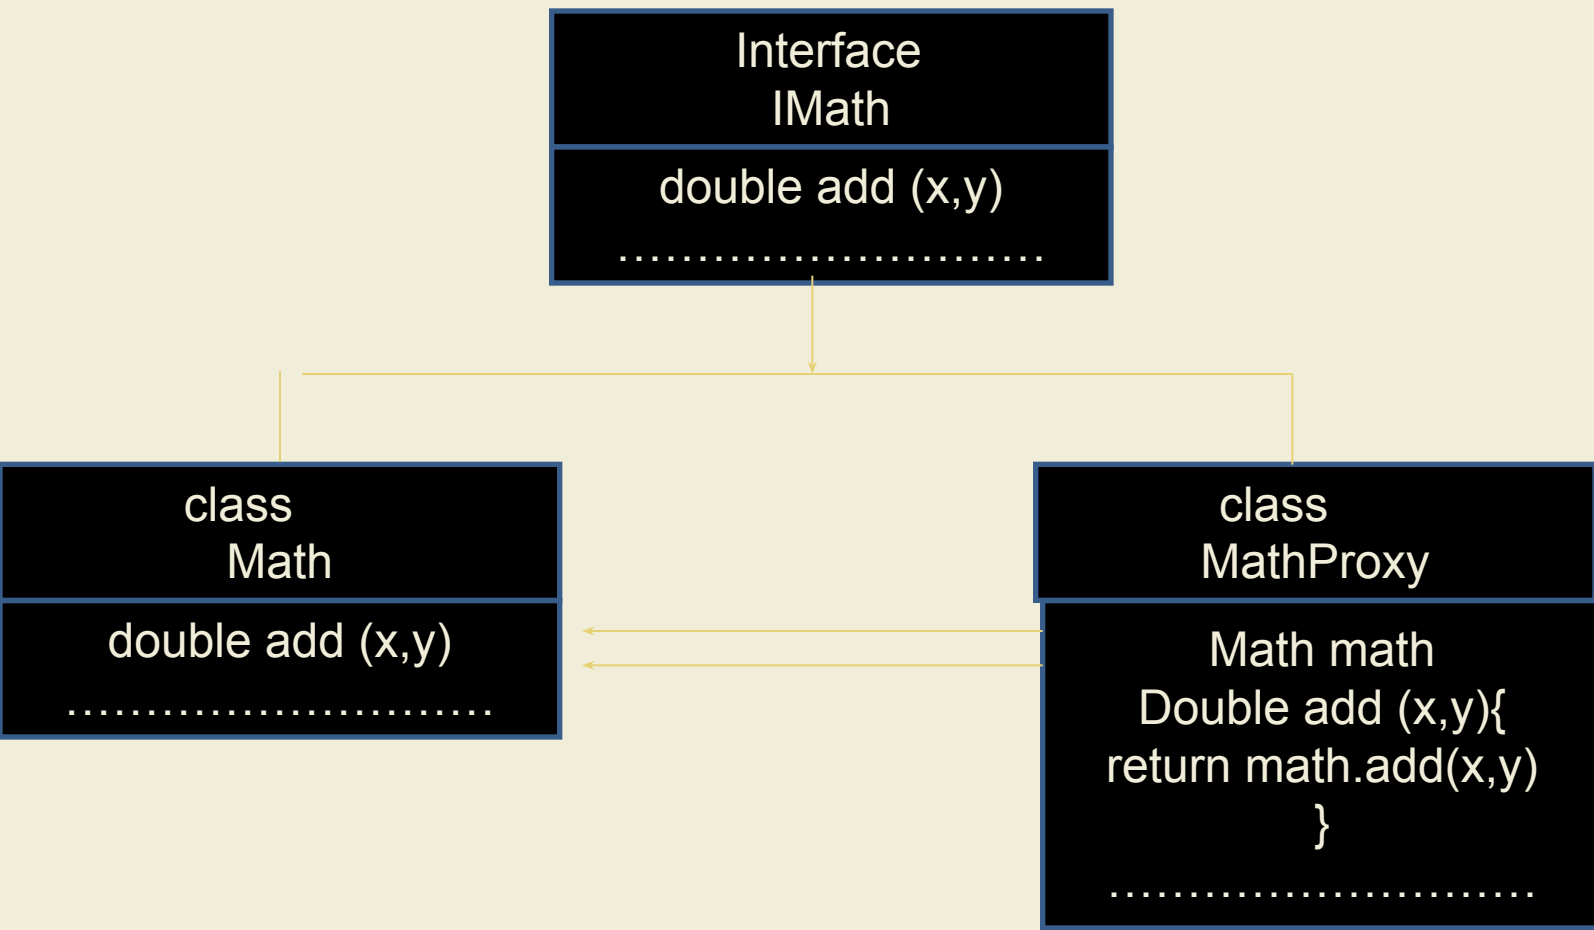 Interface
IMath
double add (x,y)
………………………
class
Math
double add (x,y)
………………………
class
MathProxy
Math math
Double add (x,y){
return math.add(x,y)
}
………………………